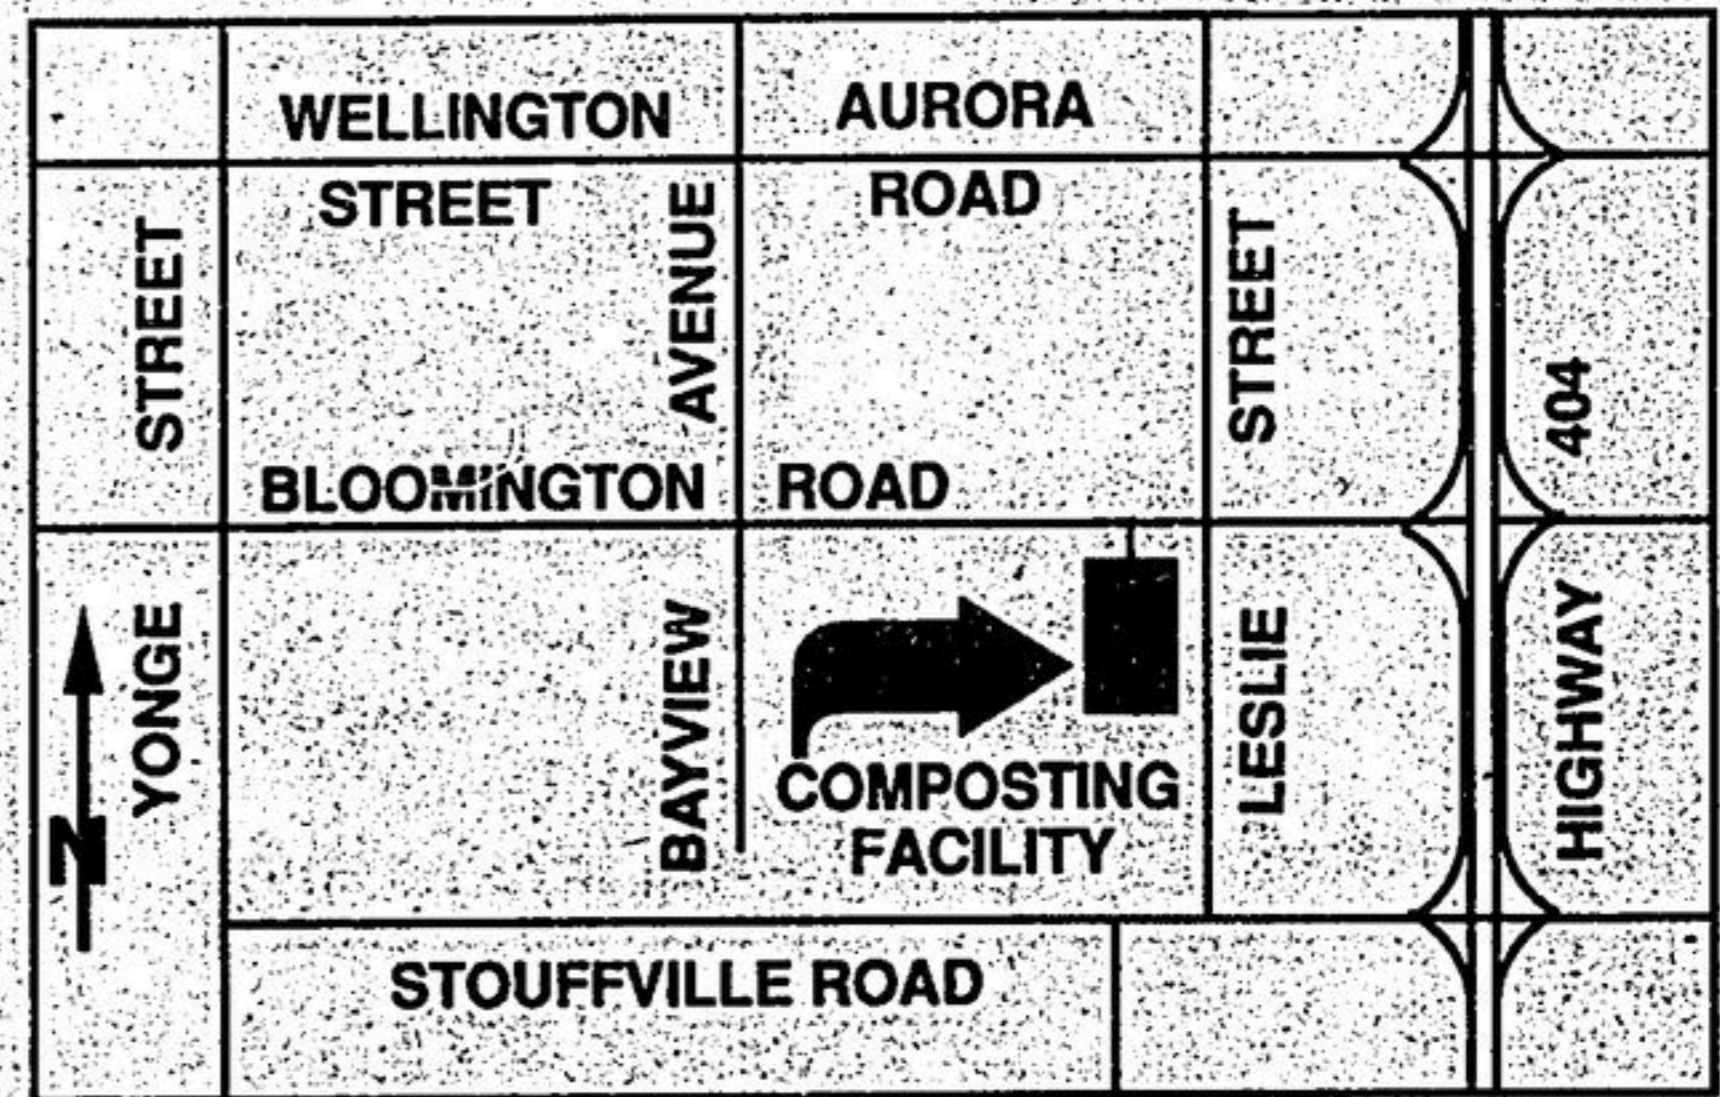 WELLINGTON
STREET
AURORA
ROAD
YONGE STREET
BAYVIEW AVENUE
LESLIE STREET
HIGHWAY 404
BLOOMINGTON ROAD
COMPOSTING
FACILITY
N
STOUFFVILLE ROAD